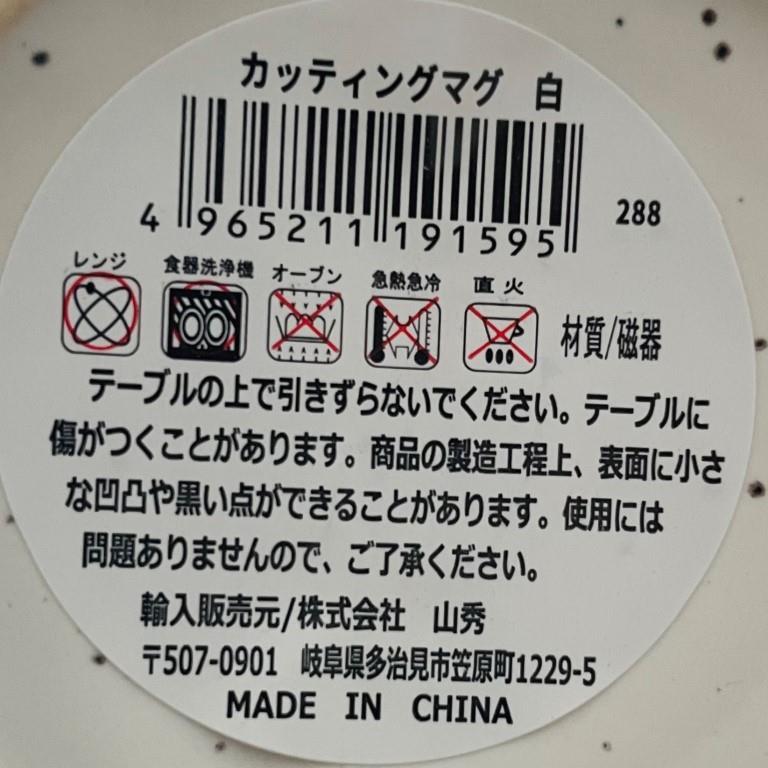 カッティングマグ 白
4 965211 191595 288
レンジ 食器洗浄機 オーブン 急熱急冷 直火
材質/磁器
テーブルの上で引きずらないでください。テーブルに
傷がつくことがあります。商品の製造工程上、表面に小さ
な凹凸や黒い点ができることがあります。使用には
問題ありませんので、ご了承ください。
輸入販売元/株式会社 山秀
〒507-0901 岐阜県多治見市笠原町1229-5
MADE IN CHINA